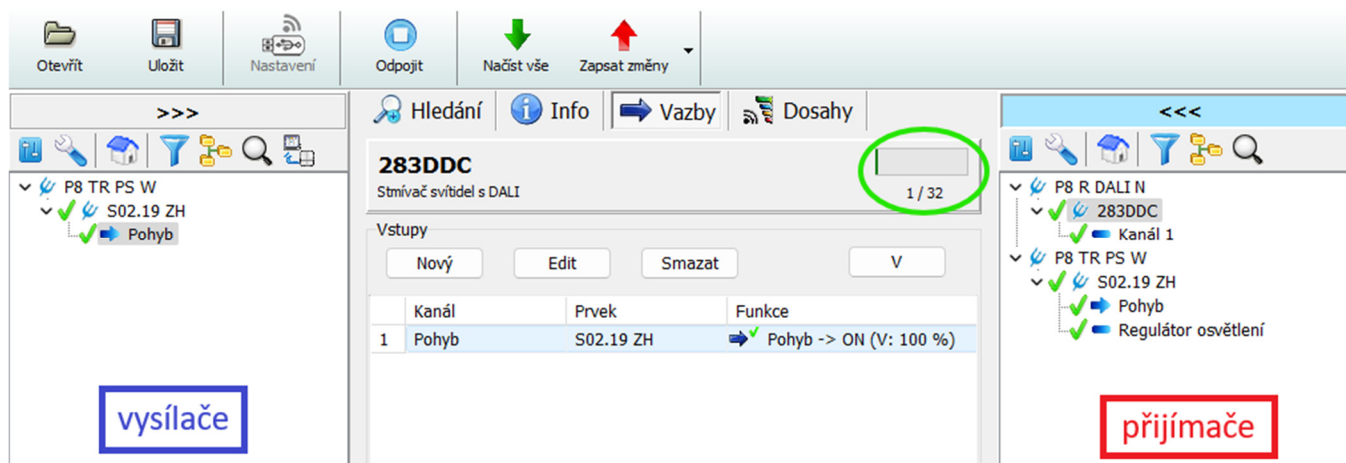 Otevřít
Uložit
Nastavení
Odpojit
Načíst vše
Zapsat změny
>>>
P8 TR PS W
S02.19 ZH
Pohyb
vysílače
Hledání
Info
Vazby
Dosahy
283DDC
Stmívač svítidel s DALI
1 / 32
Vstupy
Nový
Edit
Smazat
V
Kanál Prvek Funkce
1 Pohyb S02.19 ZH Pohyb -> ON (V: 100 %)
<<<
P8 R DALI N
283DDC
Kanál 1
P8 TR PS W
S02.19 ZH
Pohyb
Regulátor osvětlení
přijímače